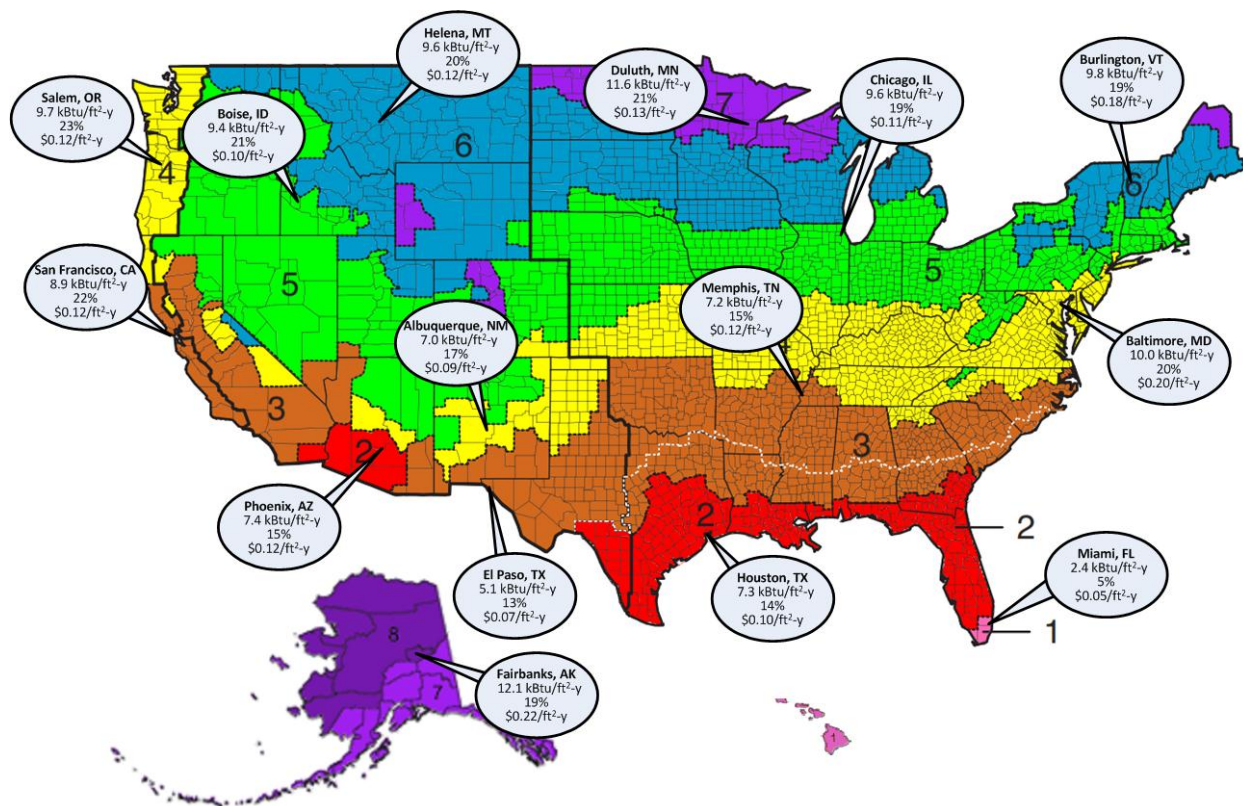 Helena, MT
9.6 kBtu/ft²-y
20%
$0.12/ft²-y
Duluth, MN
11.6 kBtu/ft²-y
21%
$0.13/ft²-y
Chicago, IL
9.6 kBtu/ft²-y
19%
$0.11/ft²-y
Burlington, VT
9.8 kBtu/ft²-y
19%
$0.18/ft²-y
Salem, OR
9.7 kBtu/ft²-y
23%
$0.12/ft²-y
Boise, ID
9.4 kBtu/ft²-y
21%
$0.10/ft²-y
7
6
4
6
San Francisco, CA
8.9 kBtu/ft²-y
22%
$0.12/ft²-y
5
5
Memphis, TN
7.2 kBtu/ft²-y
15%
$0.12/ft²-y
Albuquerque, NM
7.0 kBtu/ft²-y
17%
$0.09/ft²-y
Baltimore, MD
10.0 kBtu/ft²-y
20%
$0.20/ft²-y
3
2
3
Phoenix, AZ
7.4 kBtu/ft²-y
15%
$0.12/ft²-y
2
2
El Paso, TX
5.1 kBtu/ft²-y
13%
$0.07/ft²-y
Houston, TX
7.3 kBtu/ft²-y
14%
$0.10/ft²-y
Miami, FL
2.4 kBtu/ft²-y
5%
$0.05/ft²-y
1
8
7
Fairbanks, AK
12.1 kBtu/ft²-y
19%
$0.22/ft²-y
1